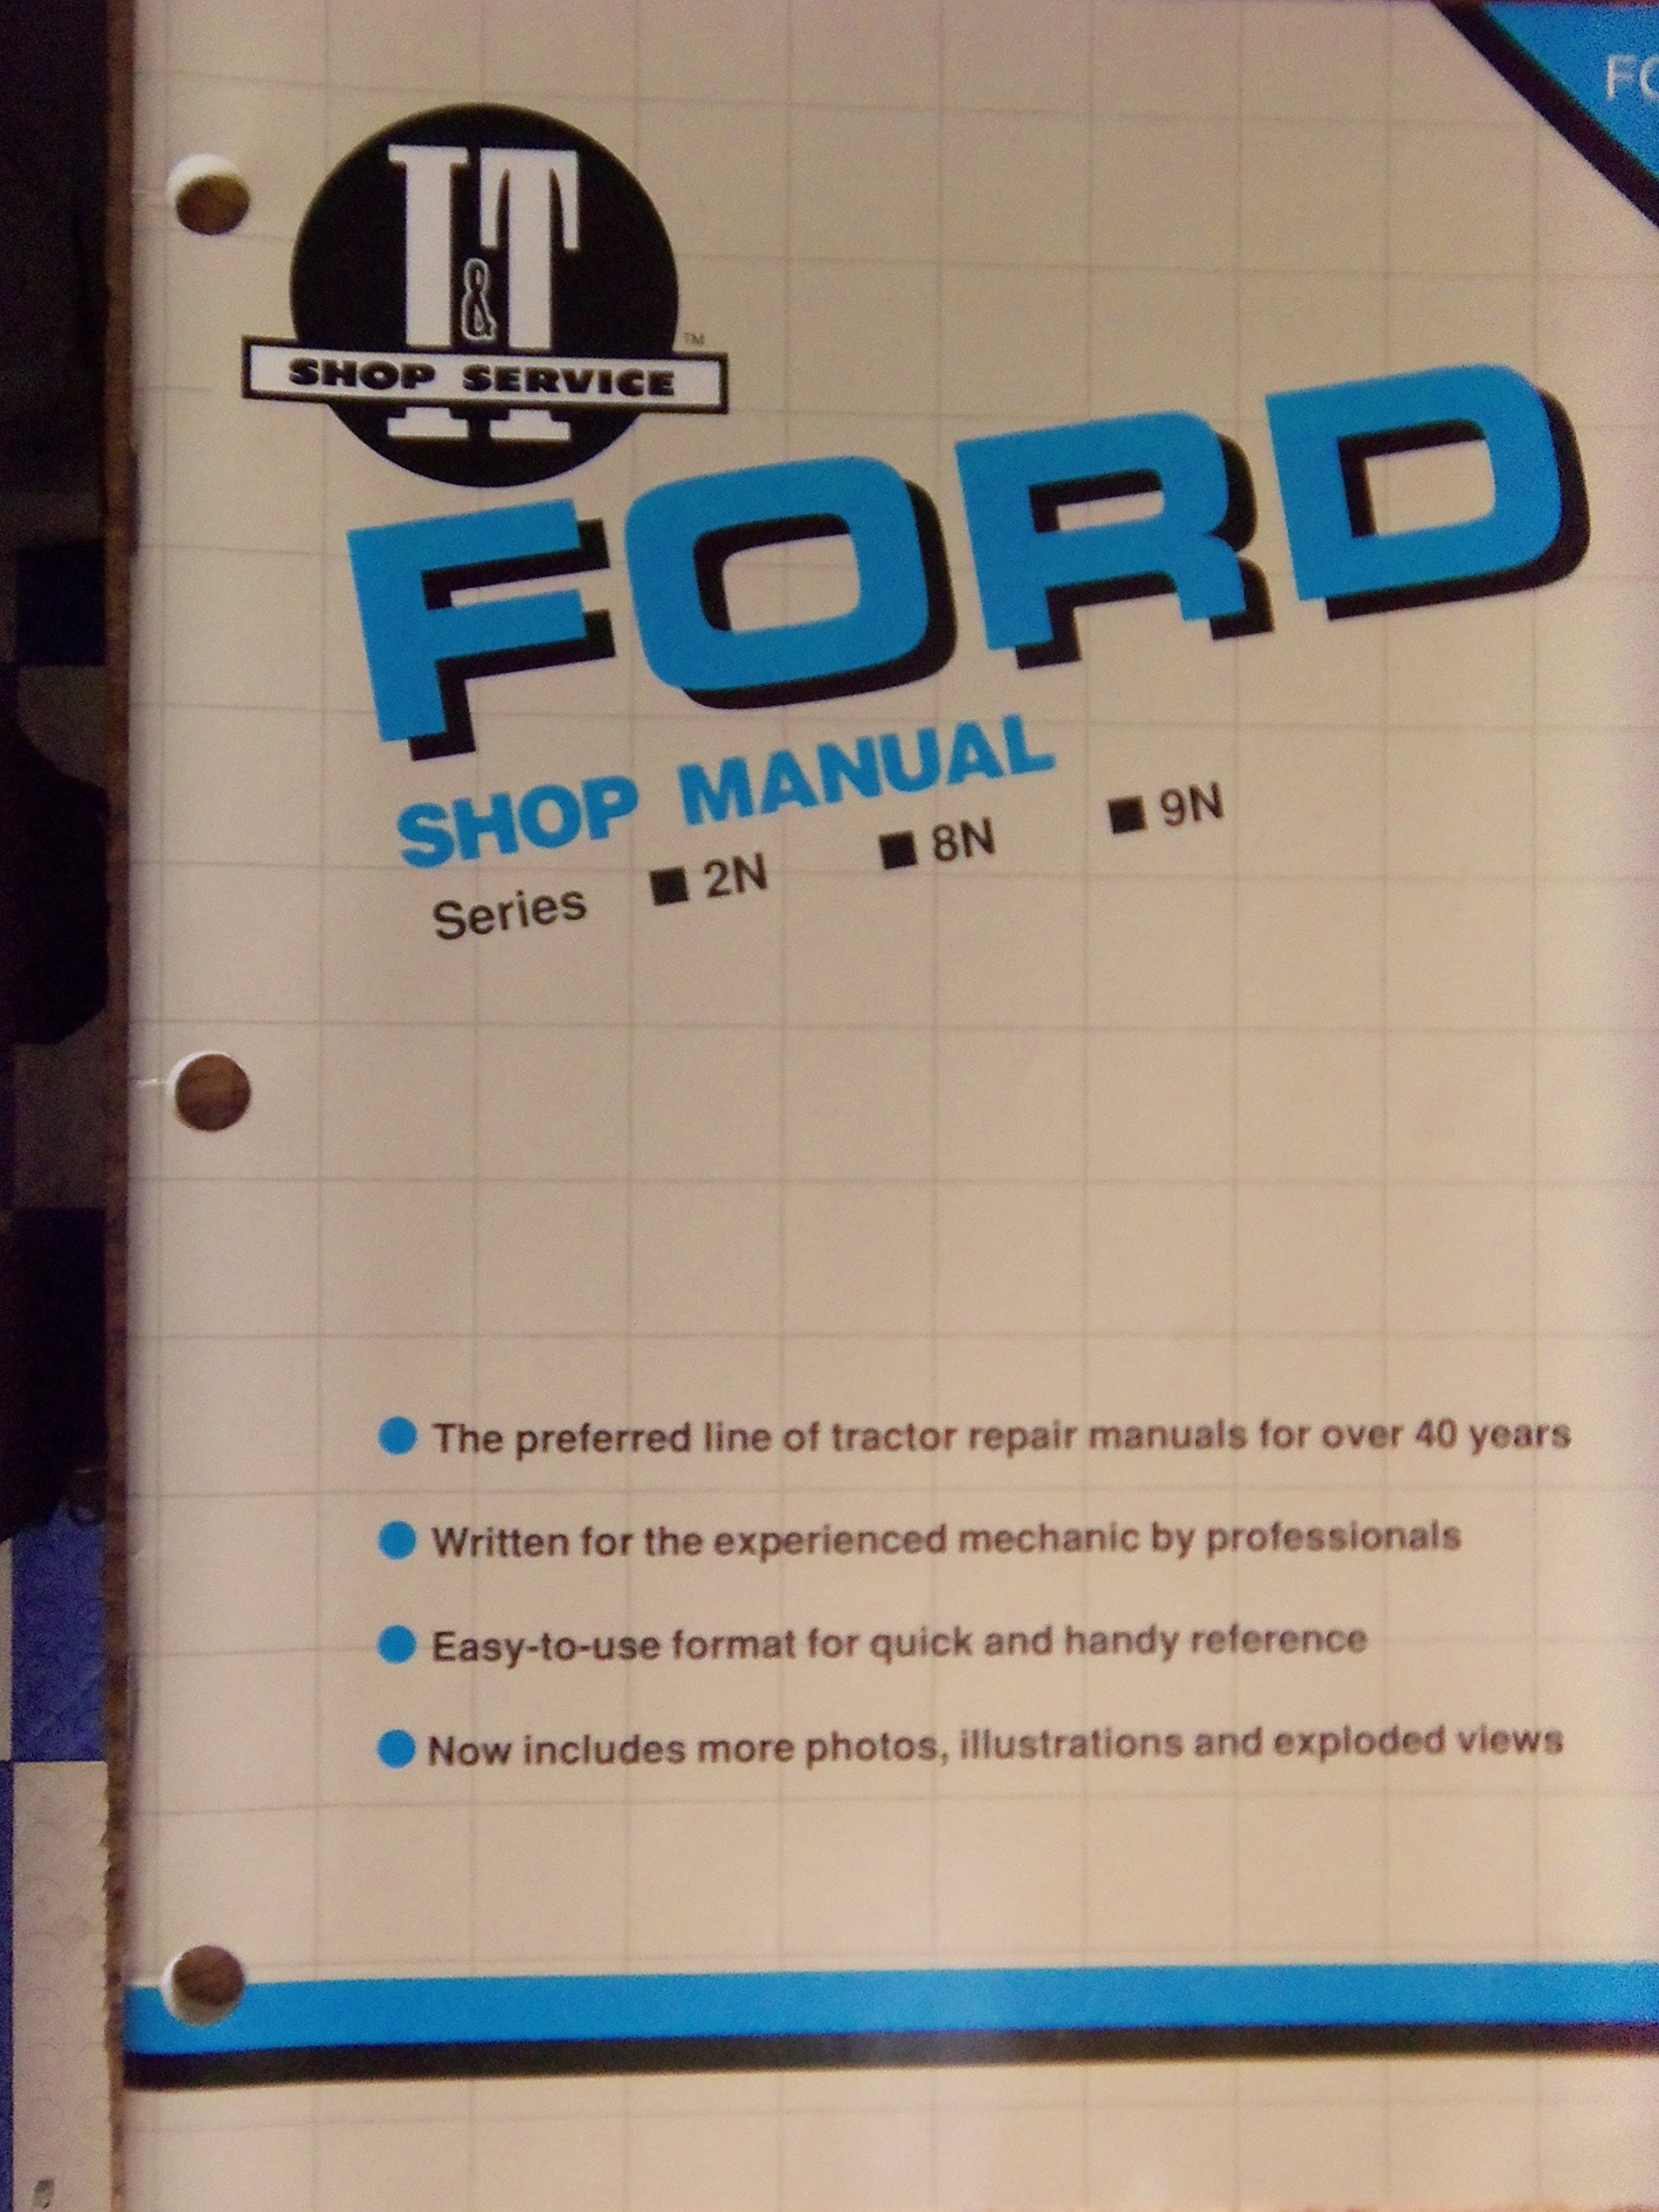 FO
I&T
SHOP SERVICE ™
FORD
SHOP MANUAL
Series ■ 2N ■ 8N ■ 9N
● The preferred line of tractor repair manuals for over 40 years
● Written for the experienced mechanic by professionals
● Easy-to-use format for quick and handy reference
● Now includes more photos, illustrations and exploded views